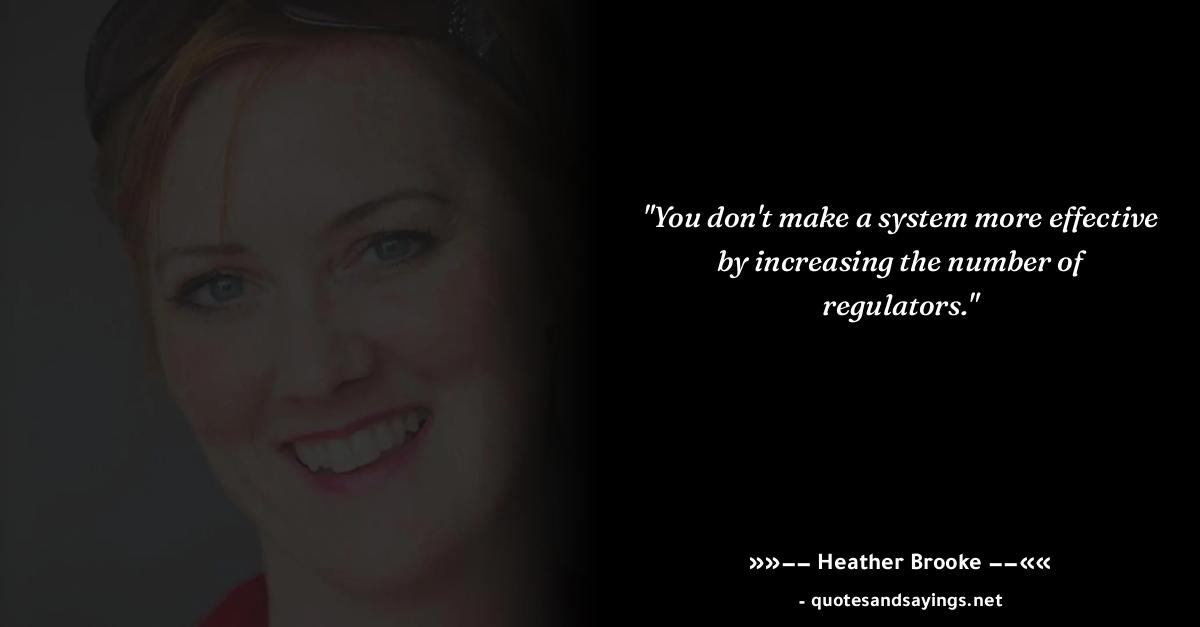 "You don't make a system more effective
by increasing the number of
regulators."
»»−− Heather Brooke −−««
- quotesandsayings.net